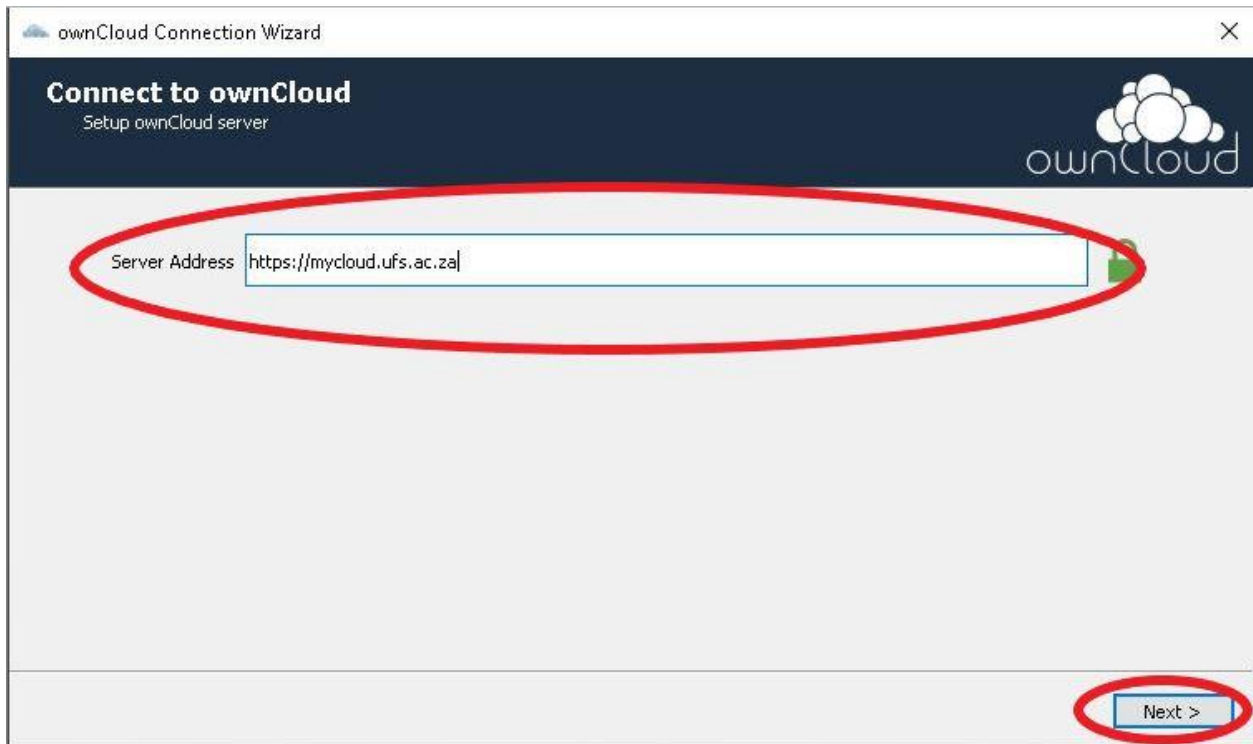 ownCloud Connection Wizard
Connect to ownCloud
Setup ownCloud server
ownCloud
Server Address https://mycloud.ufs.ac.za
Next >